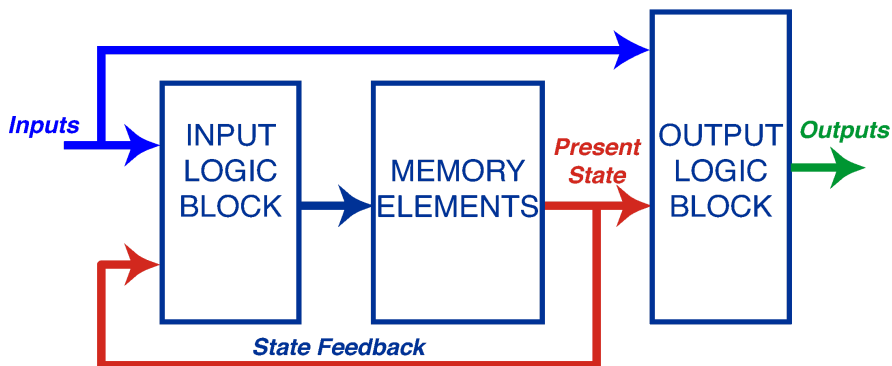 Inputs
INPUT
LOGIC
BLOCK
MEMORY
ELEMENTS
Present
State
OUTPUT
LOGIC
BLOCK
Outputs
State Feedback